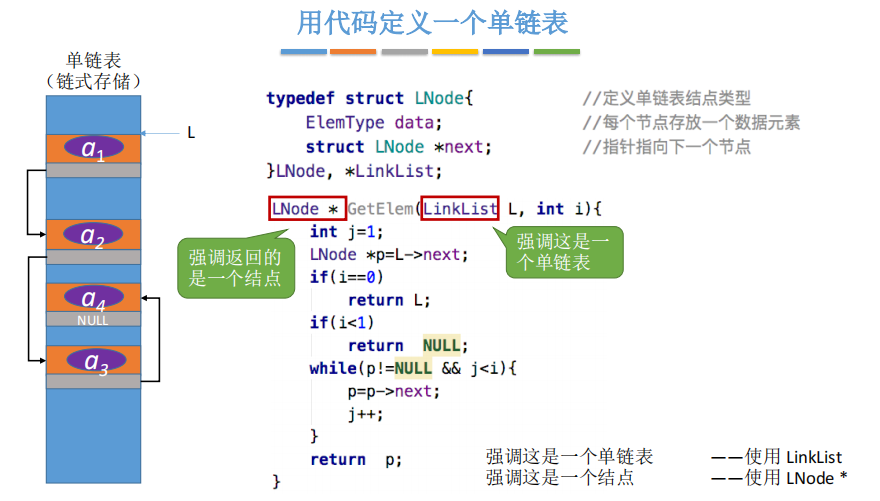 用代码定义一个单链表
单链表
（链式存储）
L
a1
a2
a4
NULL
a3
typedef struct LNode{ //定义单链表结点类型
ElemType data; //每个节点存放一个数据元素
struct LNode *next; //指针指向下一个节点
}LNode, *LinkList;
LNode * GetElem(LinkList L, int i){
int j=1;
LNode *p=L->next;
if(i==0)
return L;
if(i<1)
return NULL;
while(p!=NULL && j<i){
p=p->next;
j++;
}
return p;
}
强调返回的
是一个结点
强调这是一
个单链表
强调这是一个单链表 ——使用 LinkList
强调这是一个结点 ——使用 LNode *